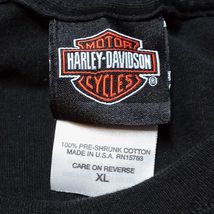 MOTOR
HARLEY-DAVIDSON
CYCLES
®
100% PRE-SHRUNK COTTON
MADE IN U.S.A. RN15763
CARE ON REVERSE
XL